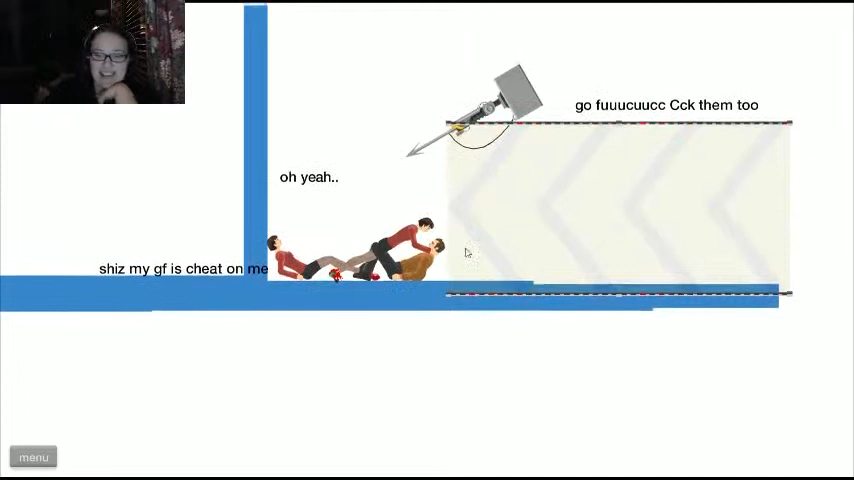 go fuuucuucc Cck them too
oh yeah..
shiz my gf is cheat on me
menu